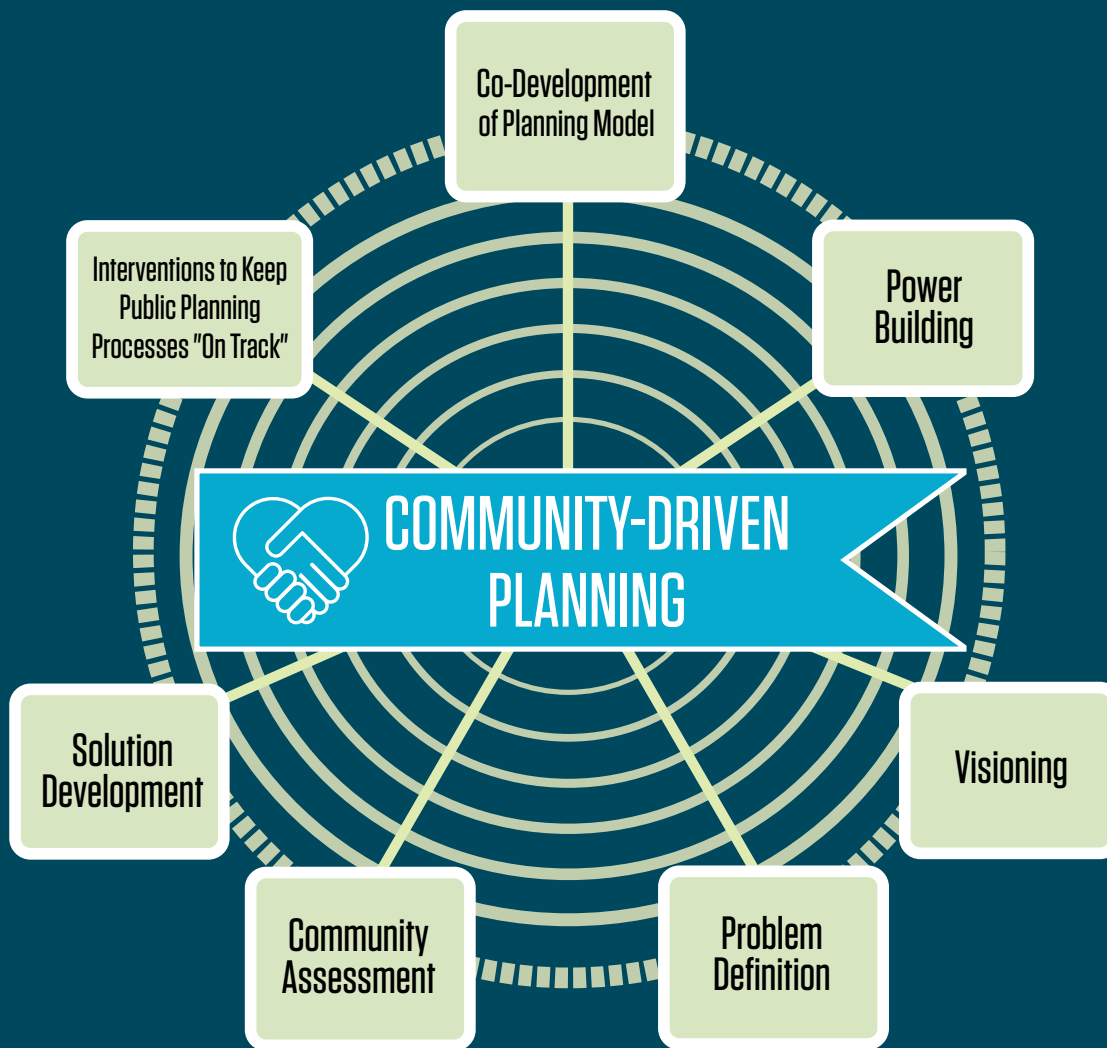 Co-Development
of Planning Model
Interventions to Keep
Public Planning
Processes "On Track"
Power
Building
COMMUNITY-DRIVEN
PLANNING
Solution
Development
Visioning
Community
Assessment
Problem
Definition